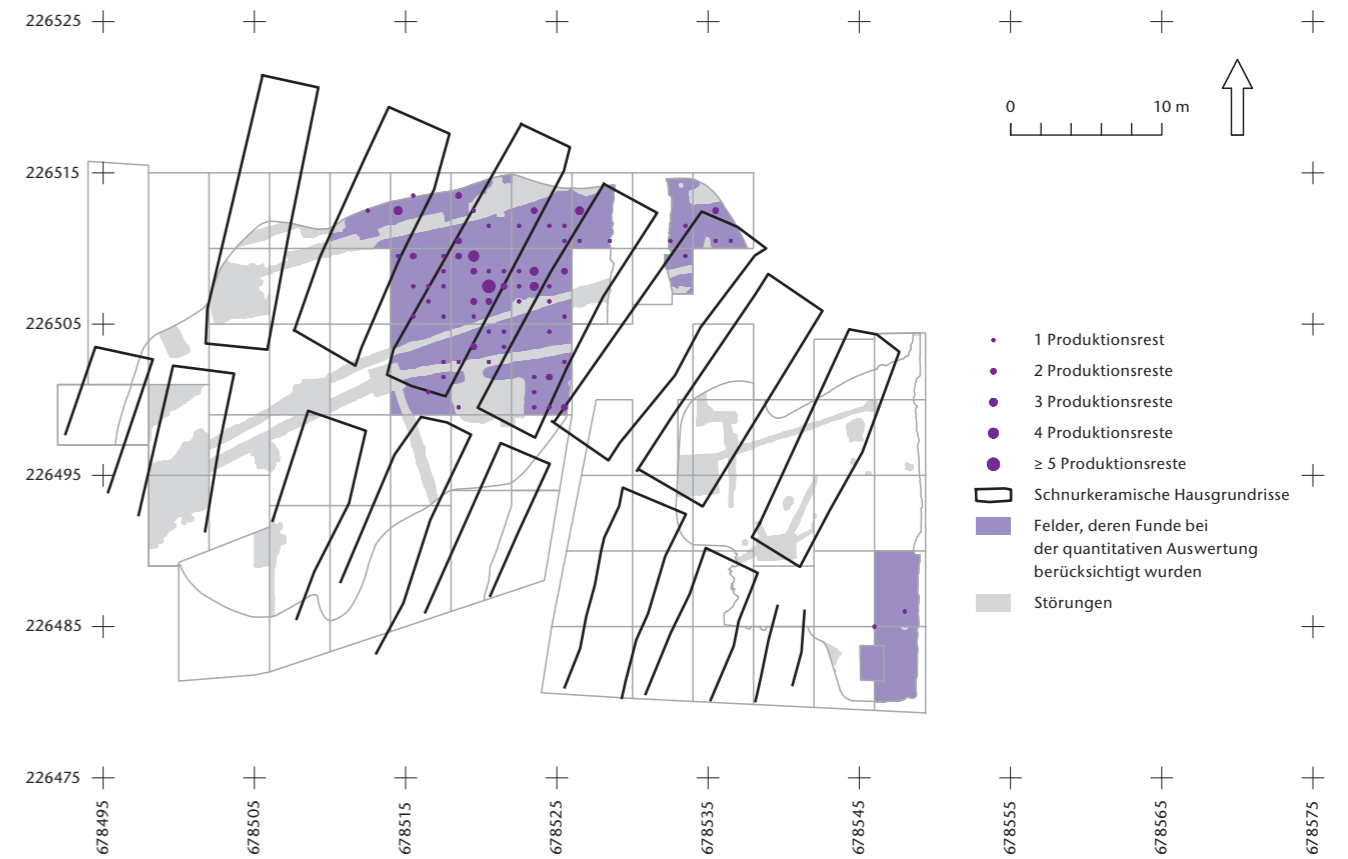 226525
226515
226505
226495
226485
226475
678495
678505
678515
678525
678535
678545
678555
678565
678575
0 10 m
1 Produktionsrest
2 Produktionsreste
3 Produktionsreste
4 Produktionsreste
≥ 5 Produktionsreste
Schnurkeramische Hausgrundrisse
Felder, deren Funde bei
der quantitativen Auswertung
berücksichtigt wurden
Störungen